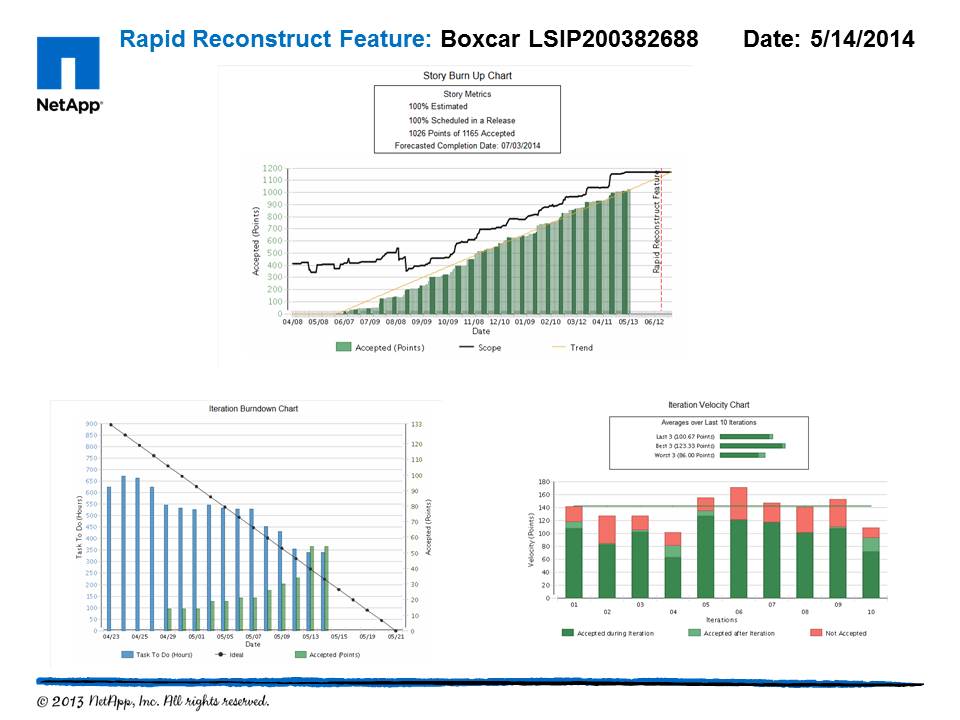 Rapid Reconstruct Feature: Boxcar LSIP200382688 Date: 5/14/2014
NetApp
Story Burn Up Chart
Story Metrics
100% Estimated
100% Scheduled in a Release
1026 Points of 1165 Accepted
Forecasted Completion Date: 07/03/2014
Accepted (Points)
1200
1100
1000
900
800
700
600
500
400
300
200
100
0
Rapid Reconstruct Feature
04/08 05/08 06/07 07/09 08/08 09/09 10/09 11/08 12/10 01/09 02/10 03/12 04/11 05/13 06/12
Date
Accepted (Points) Scope Trend
Iteration Burndown Chart
Task To Do (Hours)
900
850
800
750
700
650
600
550
500
450
400
350
300
250
200
150
100
50
0
133
120
110
100
90
80
70
60
50
40
30
20
10
0
Accepted (Points)
04/23 04/25 04/29 05/01 05/05 05/07 05/09 05/13 05/15 05/19 05/21
Date
Task To Do (Hours) Ideal Accepted (Points)
Iteration Velocity Chart
Averages over Last 10 Iterations
Last 3 (100.67 Points)
Best 3 (123.33 Points)
Worst 3 (86.00 Points)
Velocity (Points)
180
160
140
120
100
80
60
40
20
0
01 02 03 04 05 06 07 08 09 10
Iterations
Accepted during Iteration Accepted after Iteration Not Accepted
© 2013 NetApp, Inc. All rights reserved.